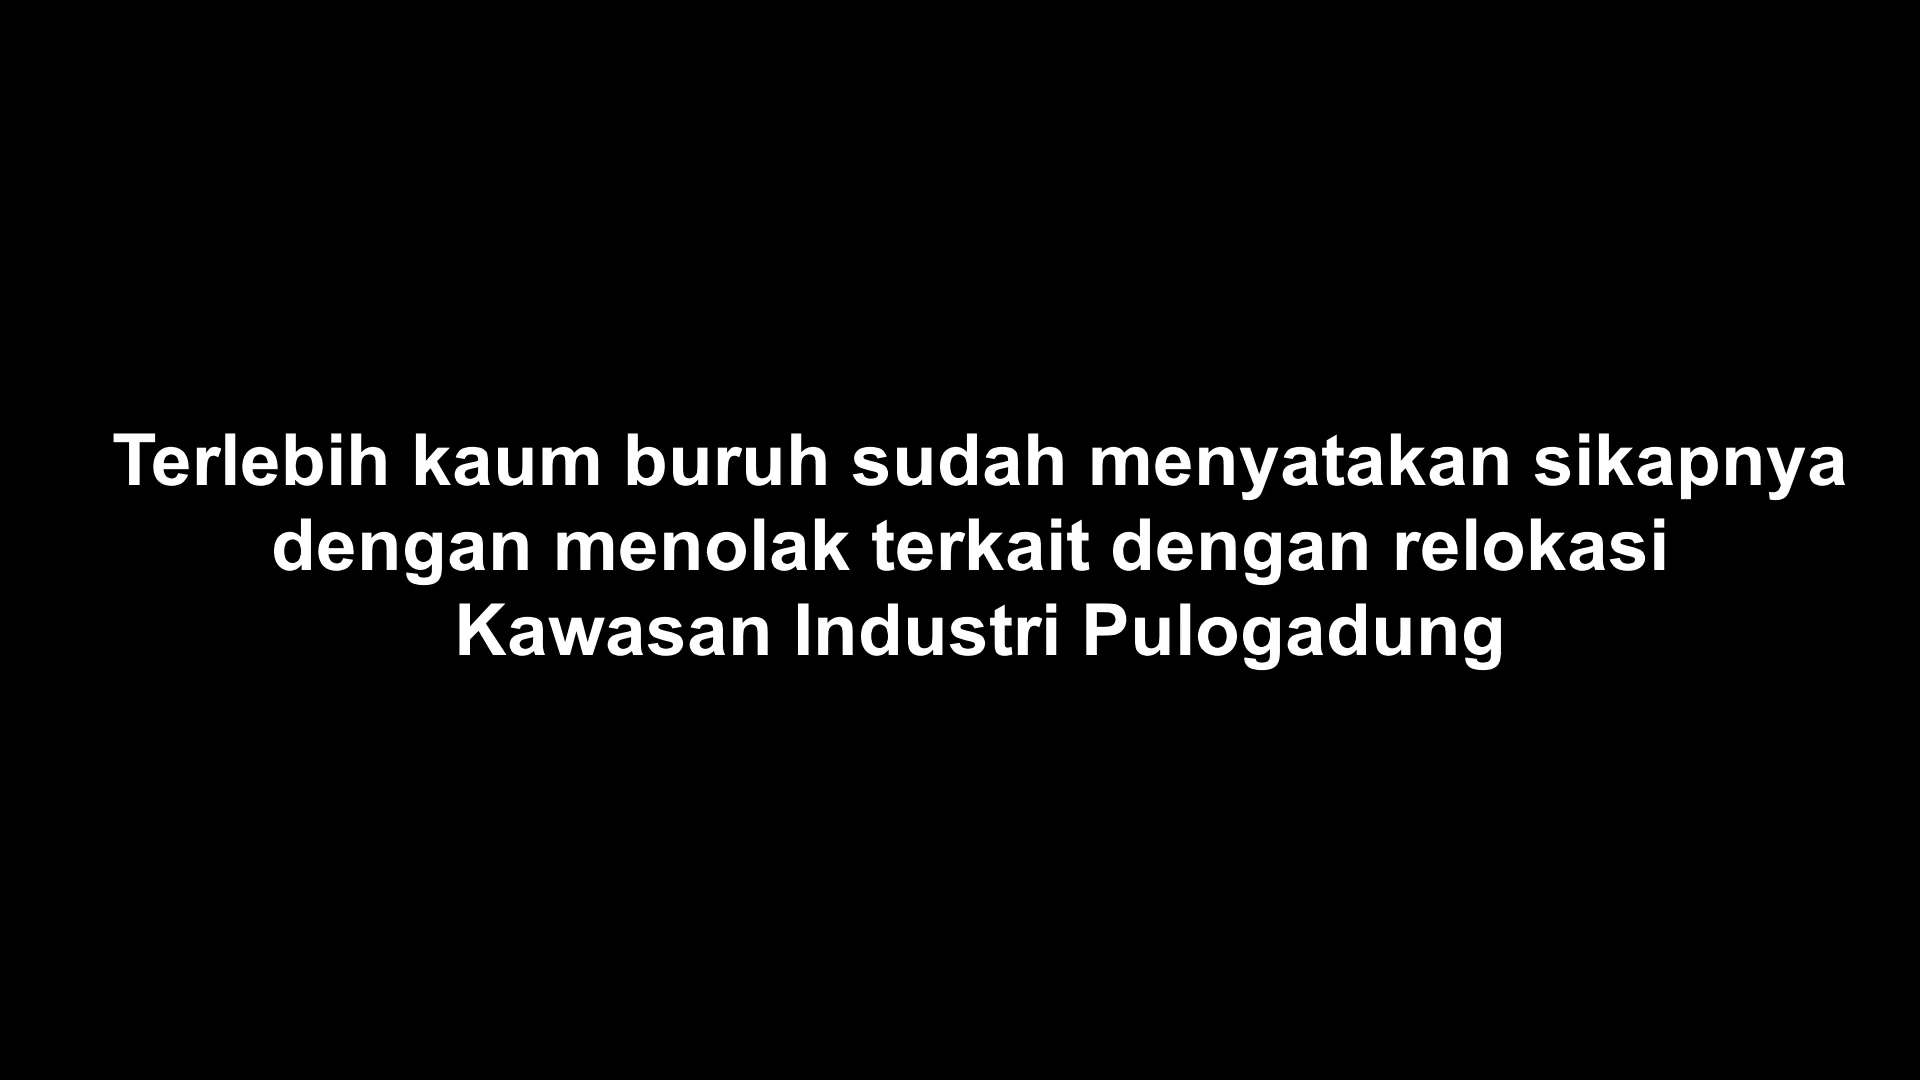 Terlebih kaum buruh sudah menyatakan sikapnya
dengan menolak terkait dengan relokasi
Kawasan Industri Pulogadung